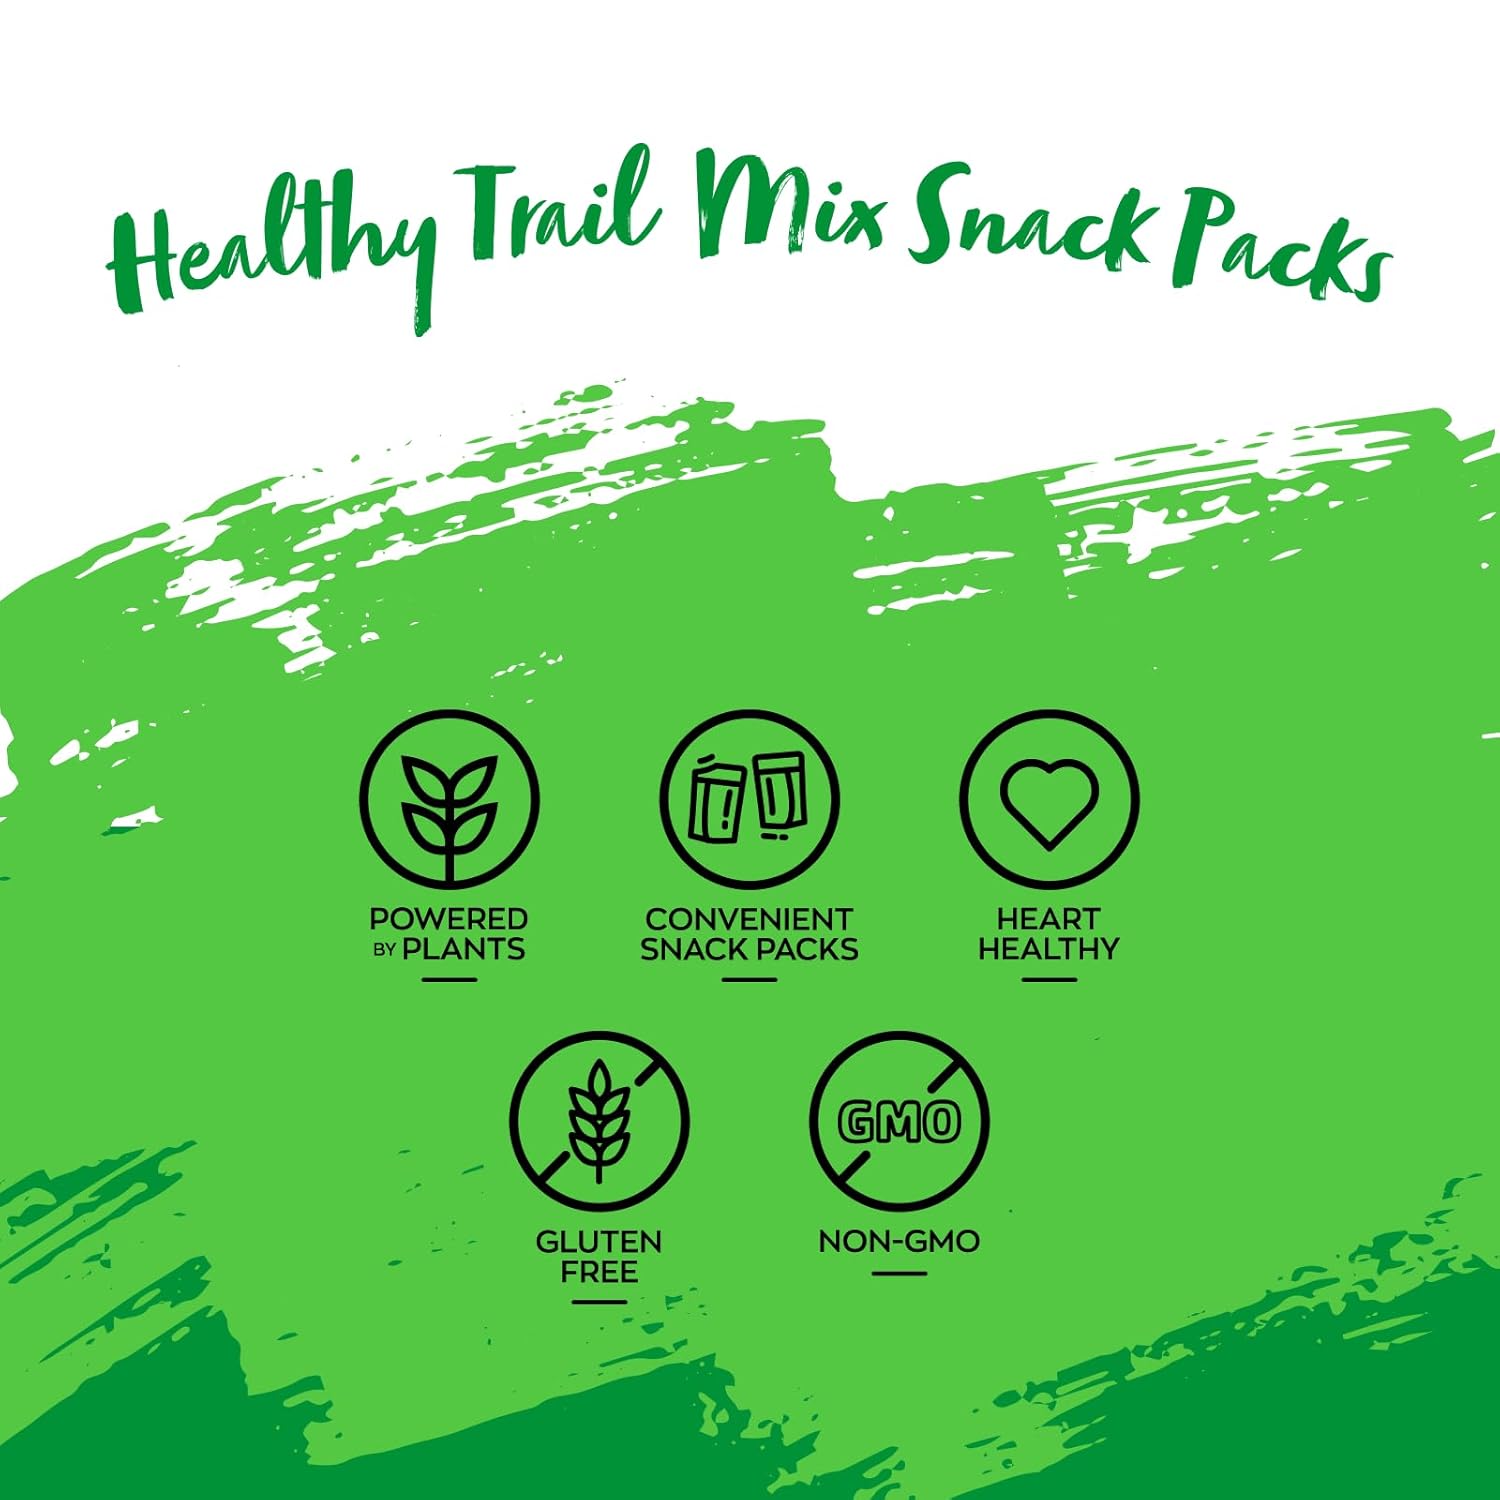 Healthy Trail Mix Snack Packs
POWERED
BY PLANTS
CONVENIENT
SNACK PACKS
HEART
HEALTHY
GLUTEN
FREE
GMO
NON-GMO